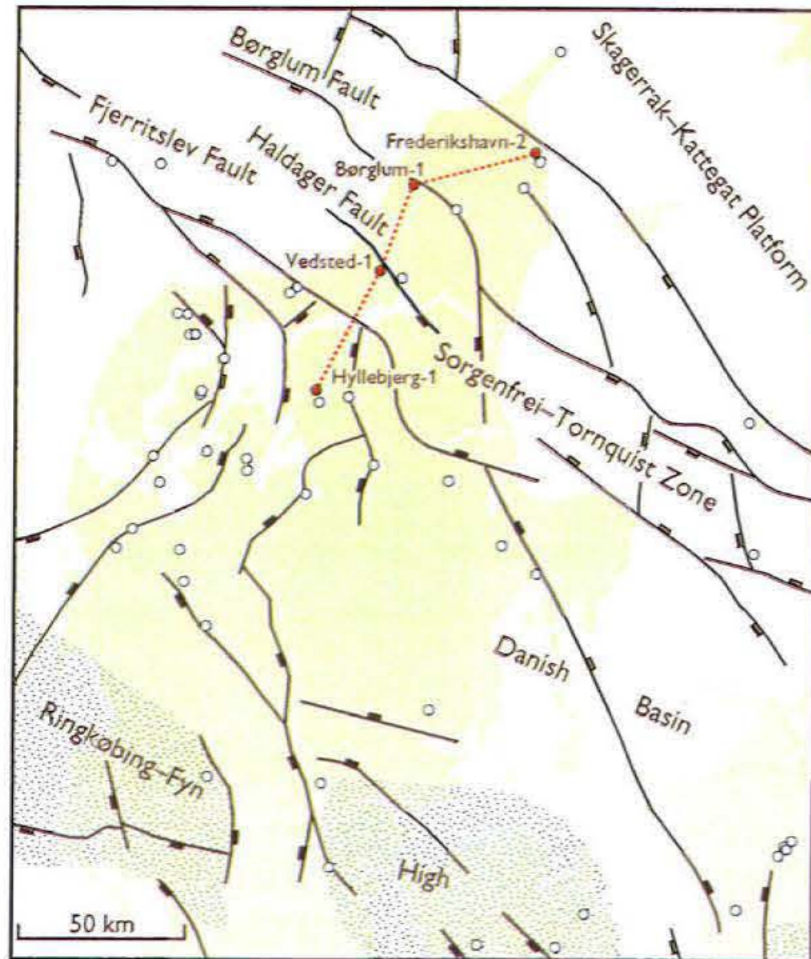 Børglum Fault
Skagerrak–Kattegat Platform
Fjerritslev Fault
Haldager Fault
Frederikshavn-2
Børglum-1
Vedsted-1
Hyllebjerg-1
Sorgenfrei–Tornquist Zone
Danish
Basin
Ringkøbing–Fyn
High
50 km